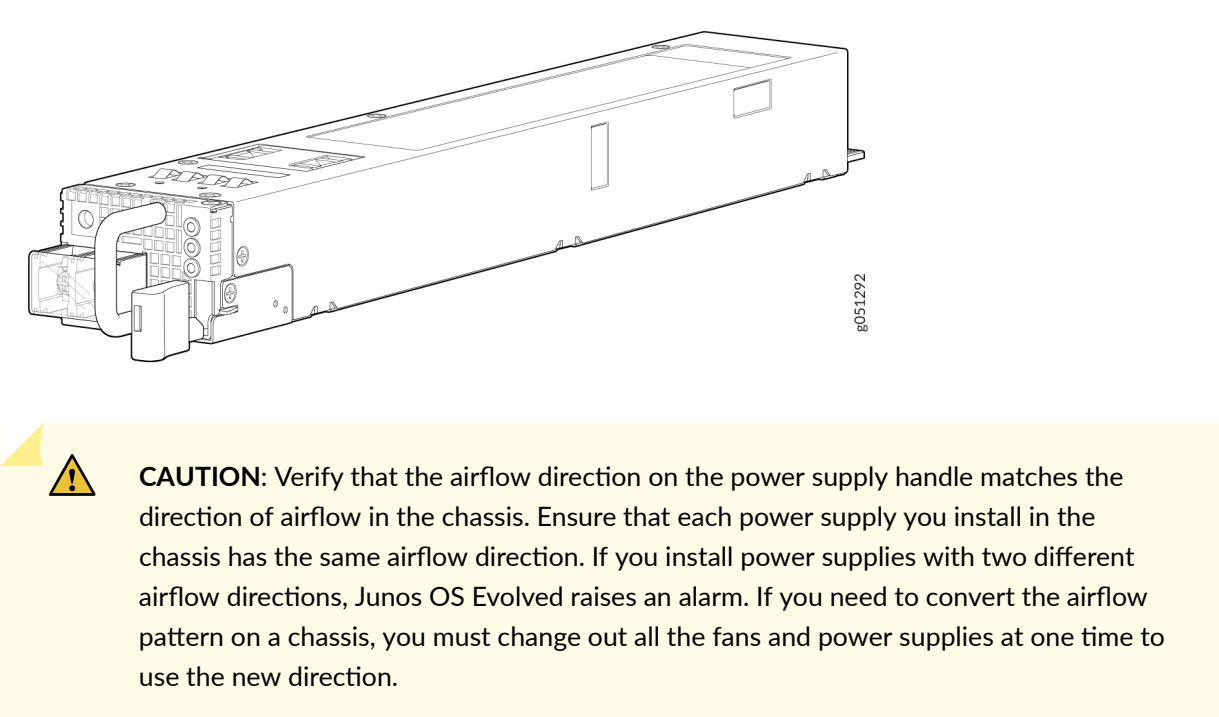 g051292
CAUTION: Verify that the airflow direction on the power supply handle matches the
direction of airflow in the chassis. Ensure that each power supply you install in the
chassis has the same airflow direction. If you install power supplies with two different
airflow directions, Junos OS Evolved raises an alarm. If you need to convert the airflow
pattern on a chassis, you must change out all the fans and power supplies at one time to
use the new direction.